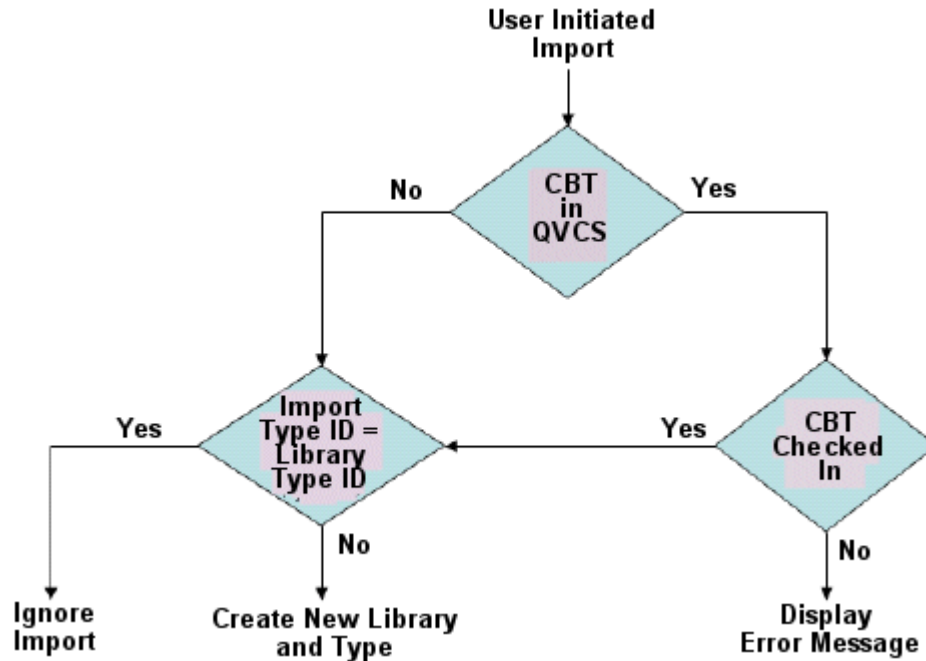 User Initiated
Import
No
CBT
in
QVCS
Yes
Yes
Import
Type ID =
Library
Type ID
Yes
CBT
Checked
In
No
No
Ignore
Import
Create New Library
and Type
Display
Error Message